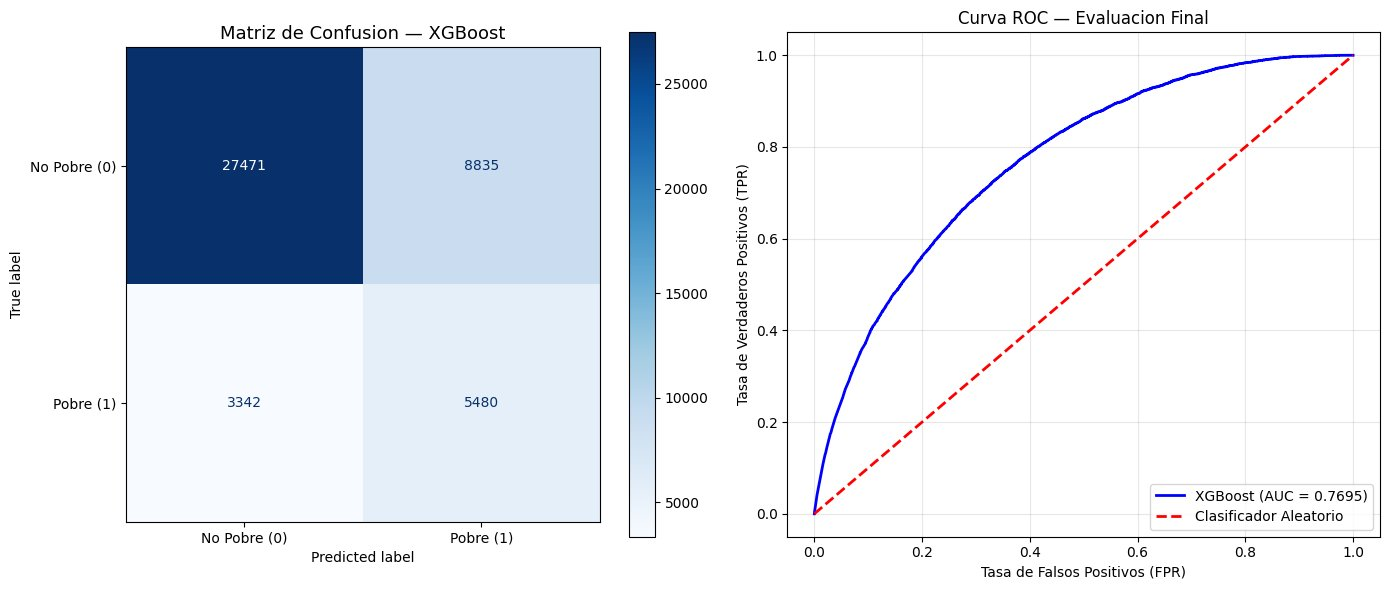 Matriz de Confusion — XGBoost
True label
No Pobre (0)
Pobre (1)
27471
8835
3342
5480
No Pobre (0)
Pobre (1)
Predicted label
25000
20000
15000
10000
5000
Curva ROC — Evaluacion Final
Tasa de Verdaderos Positivos (TPR)
1.0
0.8
0.6
0.4
0.2
0.0
XGBoost (AUC = 0.7695)
Clasificador Aleatorio
0.0
0.2
0.4
0.6
0.8
1.0
Tasa de Falsos Positivos (FPR)